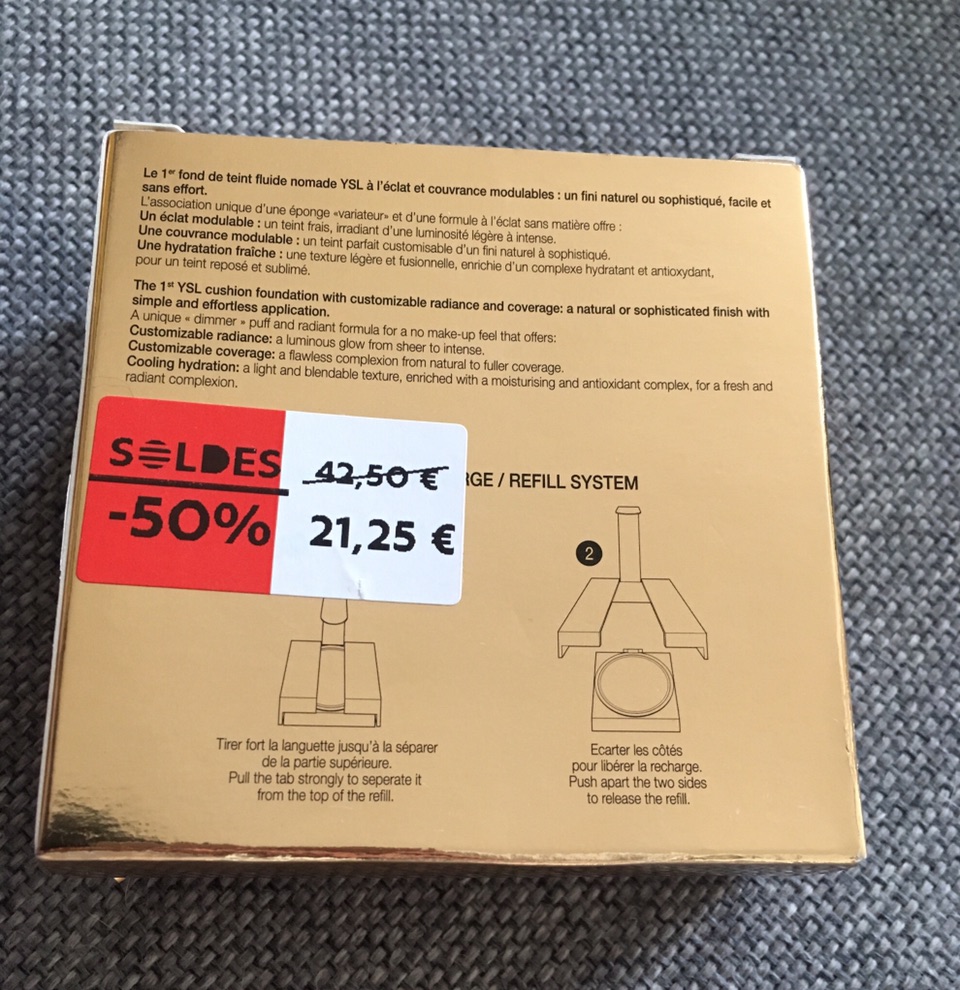 Le 1er fond de teint fluide nomade YSL à l'éclat et couvrance modulables : un fini naturel ou sophistiqué, facile et
sans effort.
L'association unique d'une éponge «variateur» et d'une formule à l'éclat sans matière offre :
Un éclat modulable : un teint frais, irradiant d'une luminosité légère à intense.
Une couvrance modulable : un teint parfait customisable d'un fini naturel à sophistiqué.
Une hydratation fraîche : une texture légère et fusionnelle, enrichie d'un complexe hydratant et antioxydant,
pour un teint reposé et sublimé.
The 1st YSL cushion foundation with customizable radiance and coverage: a natural or sophisticated finish with
simple and effortless application.
A unique « dimmer » puff and radiant formula for a no make-up feel that offers:
Customizable radiance: a luminous glow from sheer to intense.
Customizable coverage: a flawless complexion from natural to fuller coverage.
Cooling hydration: a light and blendable texture, enriched with a moisturising and antioxidant complex, for a fresh and
radiant complexion.
SOLDES
-50%
42,50 €
21,25 €
RGE / REFILL SYSTEM
2
Tirer fort la languette jusqu'à la séparer
de la partie supérieure.
Pull the tab strongly to seperate it
from the top of the refill.
Ecarter les côtés
pour libérer la recharge.
Push apart the two sides
to release the refill.